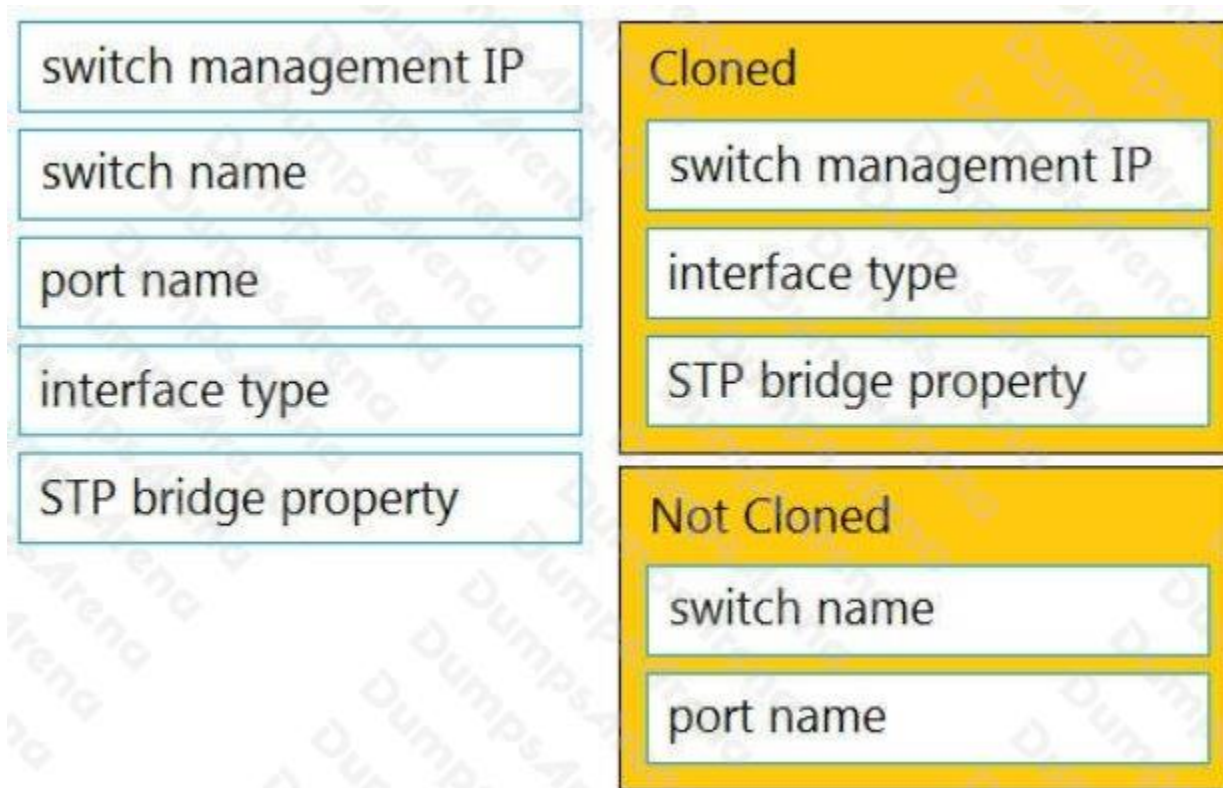 switch management IP
switch name
port name
interface type
STP bridge property
Cloned
switch management IP
interface type
STP bridge property
Not Cloned
switch name
port name